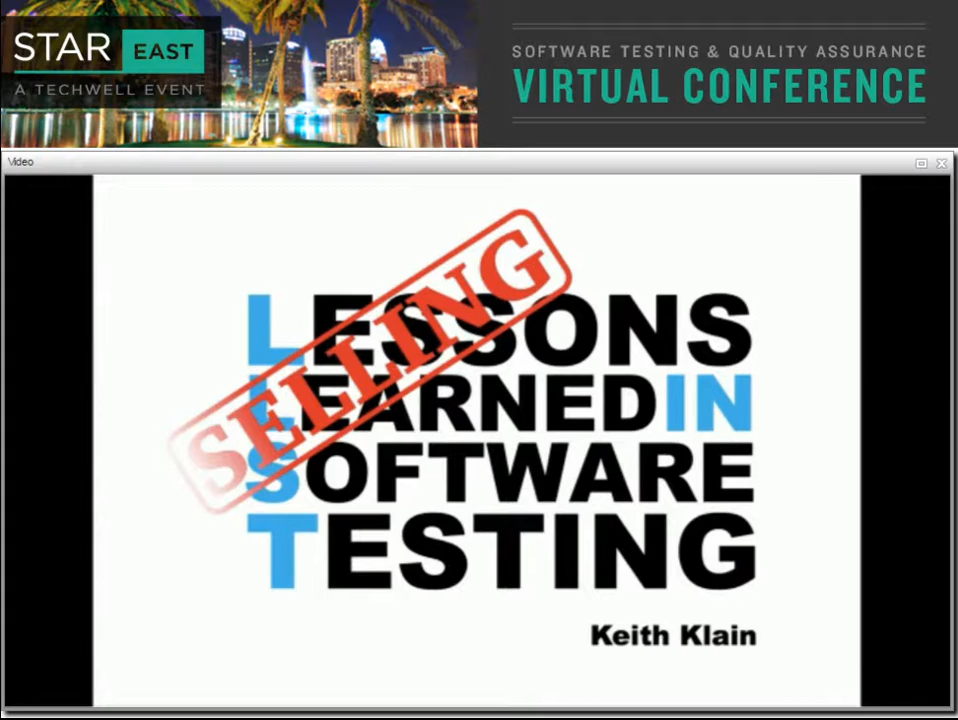 STAR EAST
A TECHWELL EVENT
SOFTWARE TESTING & QUALITY ASSURANCE
VIRTUAL CONFERENCE
Video
SELLING
LESSONS
LEARNED IN
SOFTWARE
TESTING
Keith Klain